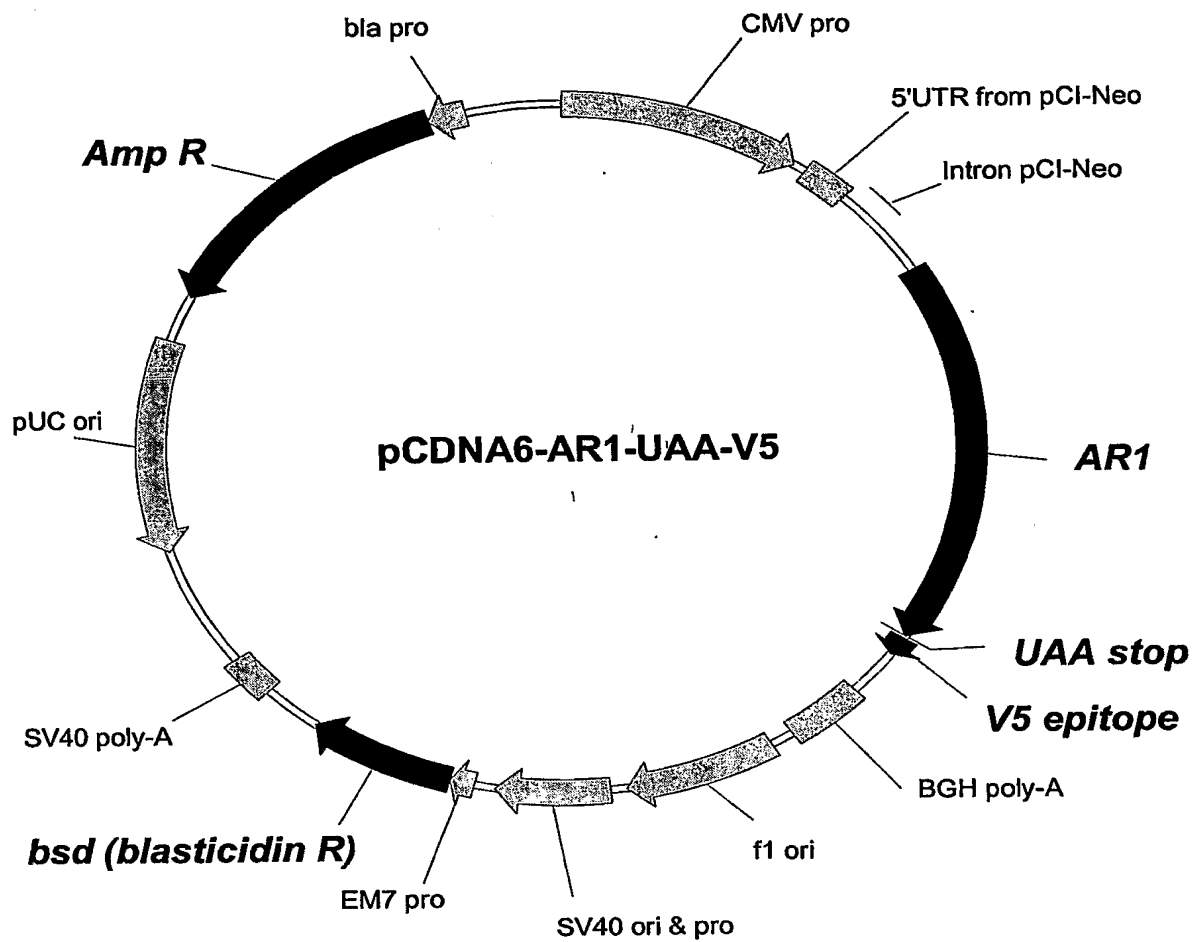 bla pro
CMV pro
5'UTR from pCI-Neo
Intron pCI-Neo
Amp R
pUC ori
pCDNA6-AR1-UAA-V5
AR1
UAA stop
V5 epitope
SV40 poly-A
BGH poly-A
bsd (blasticidin R)
f1 ori
EM7 pro
SV40 ori & pro